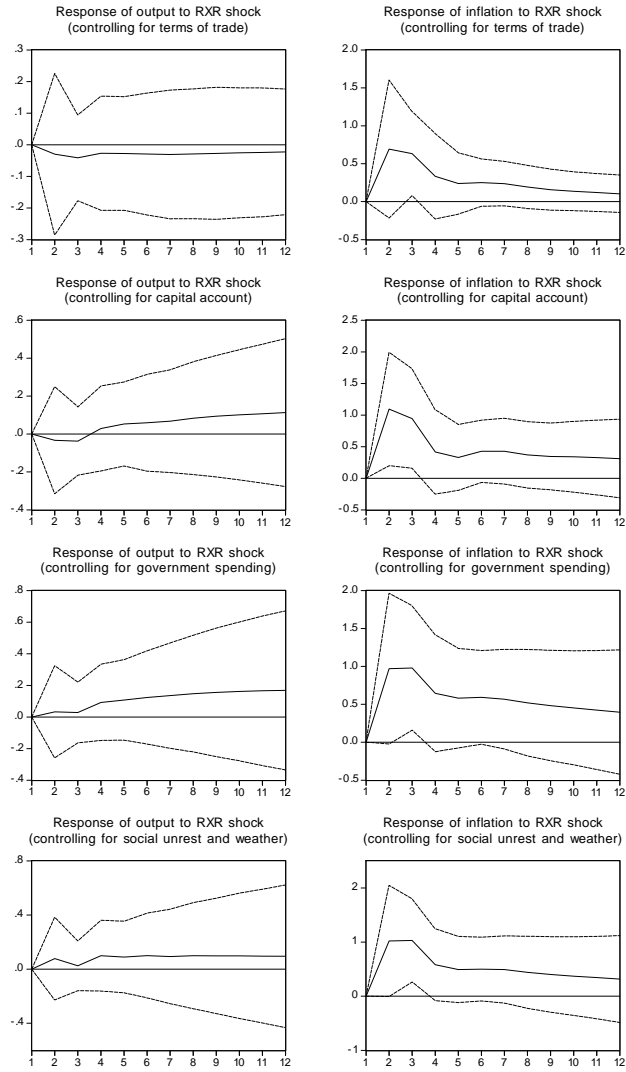 Response of output to RXR shock
(controlling for terms of trade)
.3
.2
.1
.0
-.1
-.2
-.3
1 2 3 4 5 6 7 8 9 10 11 12
Response of inflation to RXR shock
(controlling for terms of trade)
2.0
1.5
1.0
0.5
0.0
-0.5
1 2 3 4 5 6 7 8 9 10 11 12
Response of output to RXR shock
(controlling for capital account)
.6
.4
.2
.0
-.2
-.4
1 2 3 4 5 6 7 8 9 10 11 12
Response of inflation to RXR shock
(controlling for capital account)
2.5
2.0
1.5
1.0
0.5
0.0
-0.5
1 2 3 4 5 6 7 8 9 10 11 12
Response of output to RXR shock
(controlling for government spending)
.8
.6
.4
.2
.0
-.2
-.4
1 2 3 4 5 6 7 8 9 10 11 12
Response of inflation to RXR shock
(controlling for government spending)
2.0
1.5
1.0
0.5
0.0
-0.5
1 2 3 4 5 6 7 8 9 10 11 12
Response of output to RXR shock
(controlling for social unrest and weather)
.8
.4
.0
-.4
1 2 3 4 5 6 7 8 9 10 11 12
Response of inflation to RXR shock
(controlling for social unrest and weather)
2
1
0
-1
1 2 3 4 5 6 7 8 9 10 11 12